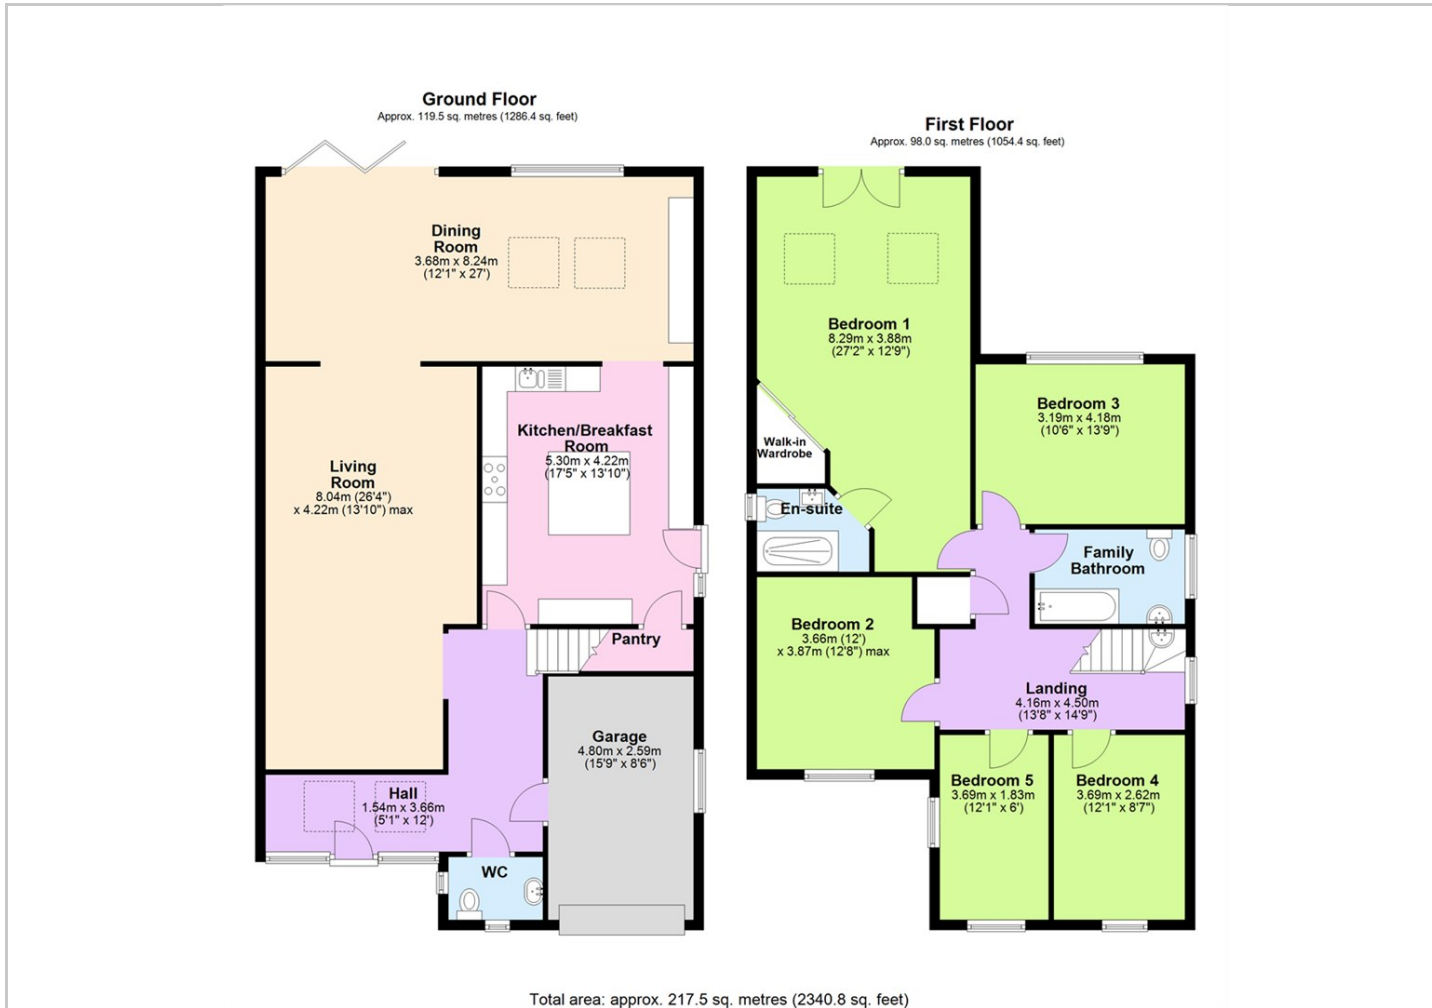 Ground Floor
Approx. 119.5 sq. metres (1286.4 sq. feet)
Dining
Room
3.68m x 8.24m
(12'1" x 27')
Kitchen/Breakfast
Room
5.30m x 4.22m
(17'5" x 13'10")
Living
Room
8.04m (26'4")
x 4.22m (13'10") max
Pantry
Garage
4.80m x 2.59m
(15'9" x 8'6")
Hall
1.54m x 3.66m
(5'1" x 12')
WC
First Floor
Approx. 98.0 sq. metres (1054.4 sq. feet)
Bedroom 1
8.29m x 3.88m
(27'2" x 12'9")
Bedroom 3
3.19m x 4.18m
(10'6" x 13'9")
Walk-in
Wardrobe
En-suite
Family
Bathroom
Bedroom 2
3.66m (12')
x 3.87m (12'8") max
Landing
4.16m x 4.50m
(13'8" x 14'9")
Bedroom 5
3.69m x 1.83m
(12'1" x 6')
Bedroom 4
3.69m x 2.62m
(12'1" x 8'7")
Total area: approx. 217.5 sq. metres (2340.8 sq. feet)